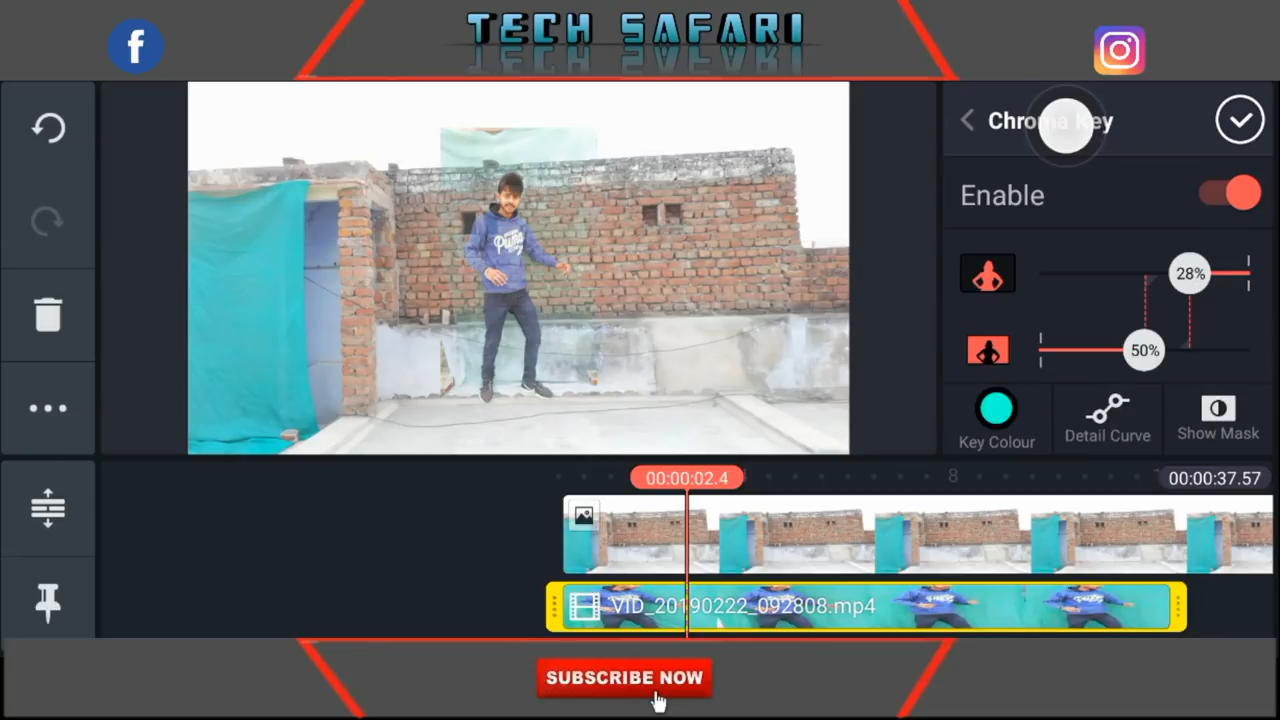 TECH SAFARI
Chroma Key
Enable
28%
50%
Key Colour
Detail Curve
Show Mask
00:00:02.4
8
00:00:37.57
VID_20190222_092808.mp4
SUBSCRIBE NOW